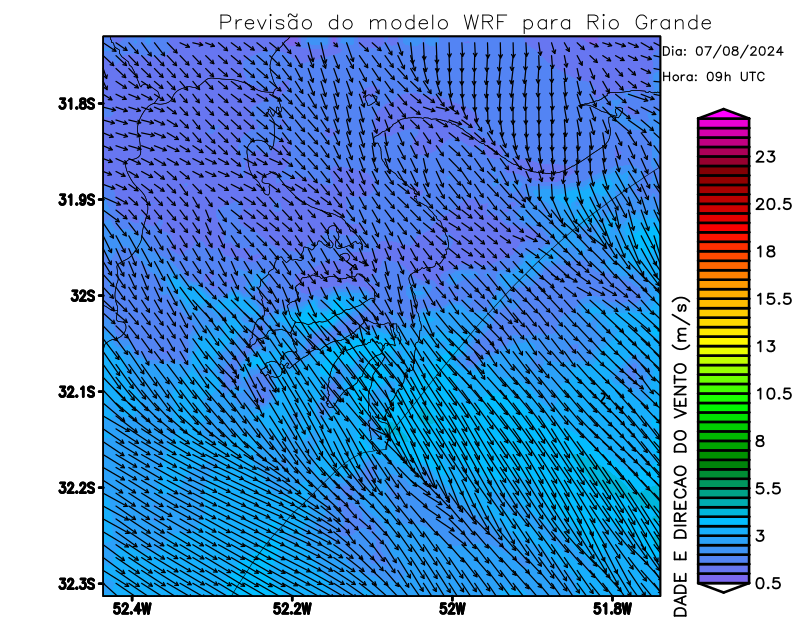 Previsão do modelo WRF para Rio Grande
Dia: 07/08/2024
Hora: 09h UTC
31.8S
31.9S
32S
32.1S
32.2S
32.3S
52.4W
52.2W
52W
51.8W
23
20.5
18
15.5
13
10.5
8
5.5
3
0.5
DADE E DIRECAO DO VENTO (m/s)